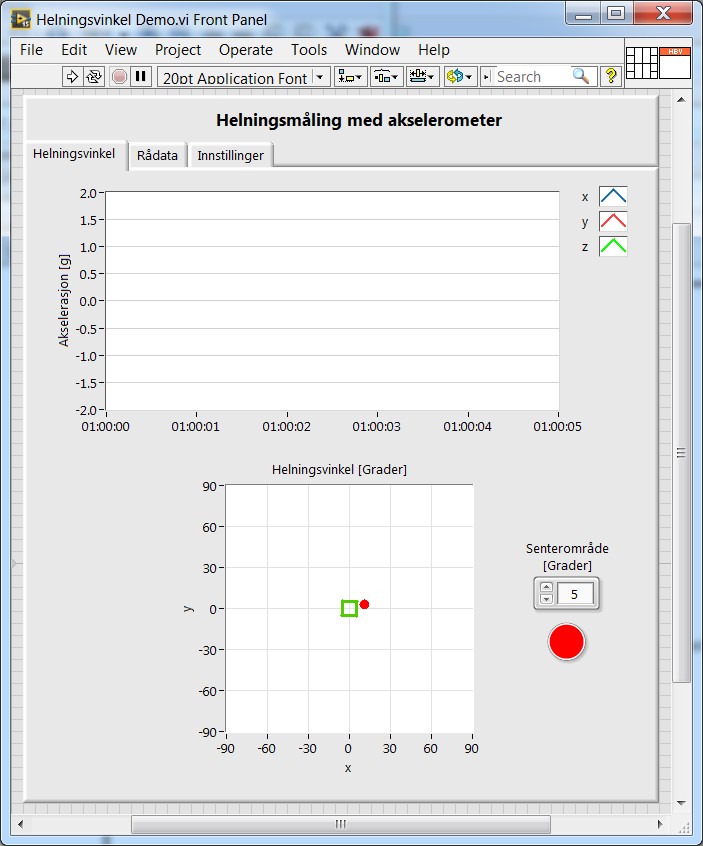 Helningsvinkel Demo.vi Front Panel
File Edit View Project Operate Tools Window Help
HBV
20pt Application Font
Search
?
Helningsmåling med akselerometer
Helningsvinkel Rådata Innstillinger
Akselerasjon [g]
2.0
1.5
1.0
0.5
0.0
-0.5
-1.0
-1.5
-2.0
01:00:00 01:00:01 01:00:02 01:00:03 01:00:04 01:00:05
x
y
z
Helningsvinkel [Grader]
y
90
60
30
0
-30
-60
-90
-90 -60 -30 0 30 60 90
x
Senterområde
[Grader]
5